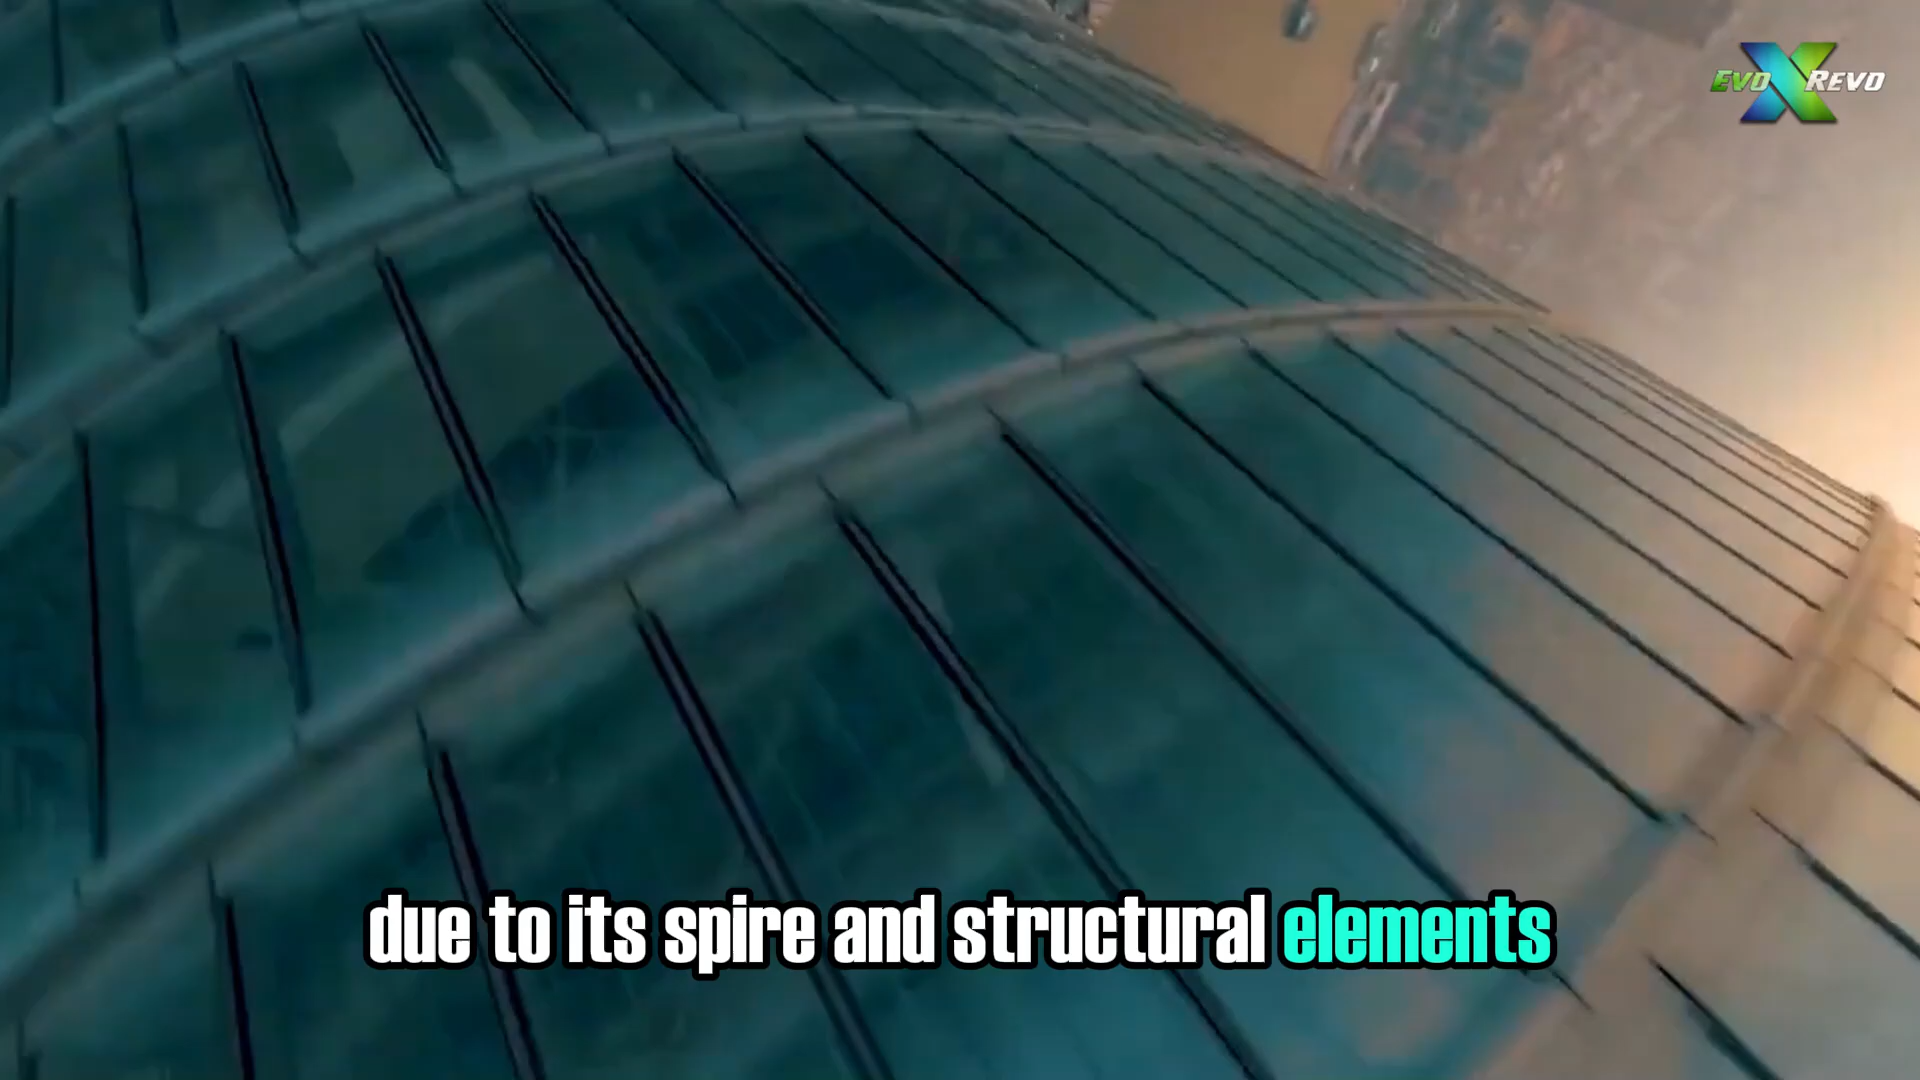 EVO X REVO
due to its spire and structural elements